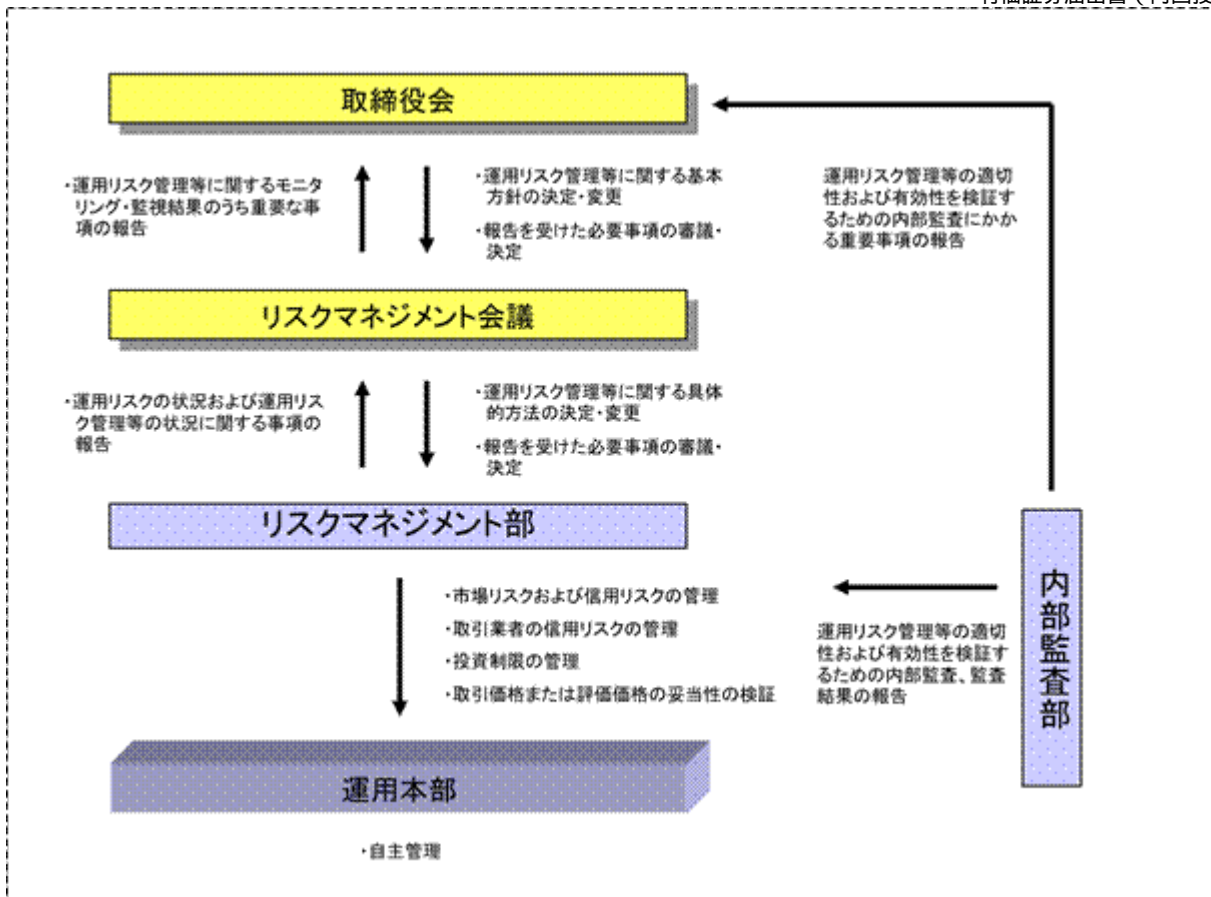 取締役会
・運用リスク管理等に関するモニタ
リング・監視結果のうち重要な事
項の報告
・運用リスク管理等に関する基本
方針の決定・変更
・報告を受けた必要事項の審議・
決定
運用リスク管理等の適切
性および有効性を検証す
るための内部監査にかか
る重要事項の報告
リスクマネジメント会議
・運用リスクの状況および運用リス
ク管理等の状況に関する事項の
報告
・運用リスク管理等に関する具体
的方法の決定・変更
・報告を受けた必要事項の審議・
決定
リスクマネジメント部
・市場リスクおよび信用リスクの管理
・取引業者の信用リスクの管理
・投資制限の管理
・取引価格または評価価格の妥当性の検証
運用リスク管理等の適切
性および有効性を検証す
るための内部監査、監査
結果の報告
内部監査部
運用本部
・自主管理